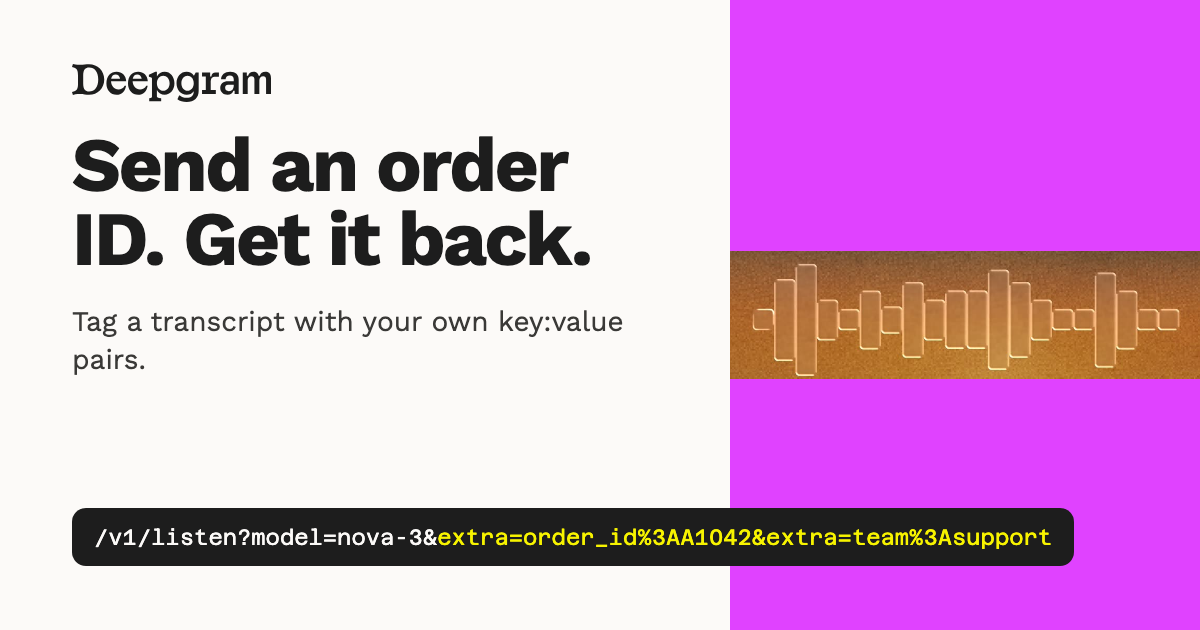 Deepgram
Send an order
ID. Get it back.
Tag a transcript with your own key:value
pairs.
/v1/listen?model=nova-3&extra=order_id%3AA1042&extra=team%3Asupport